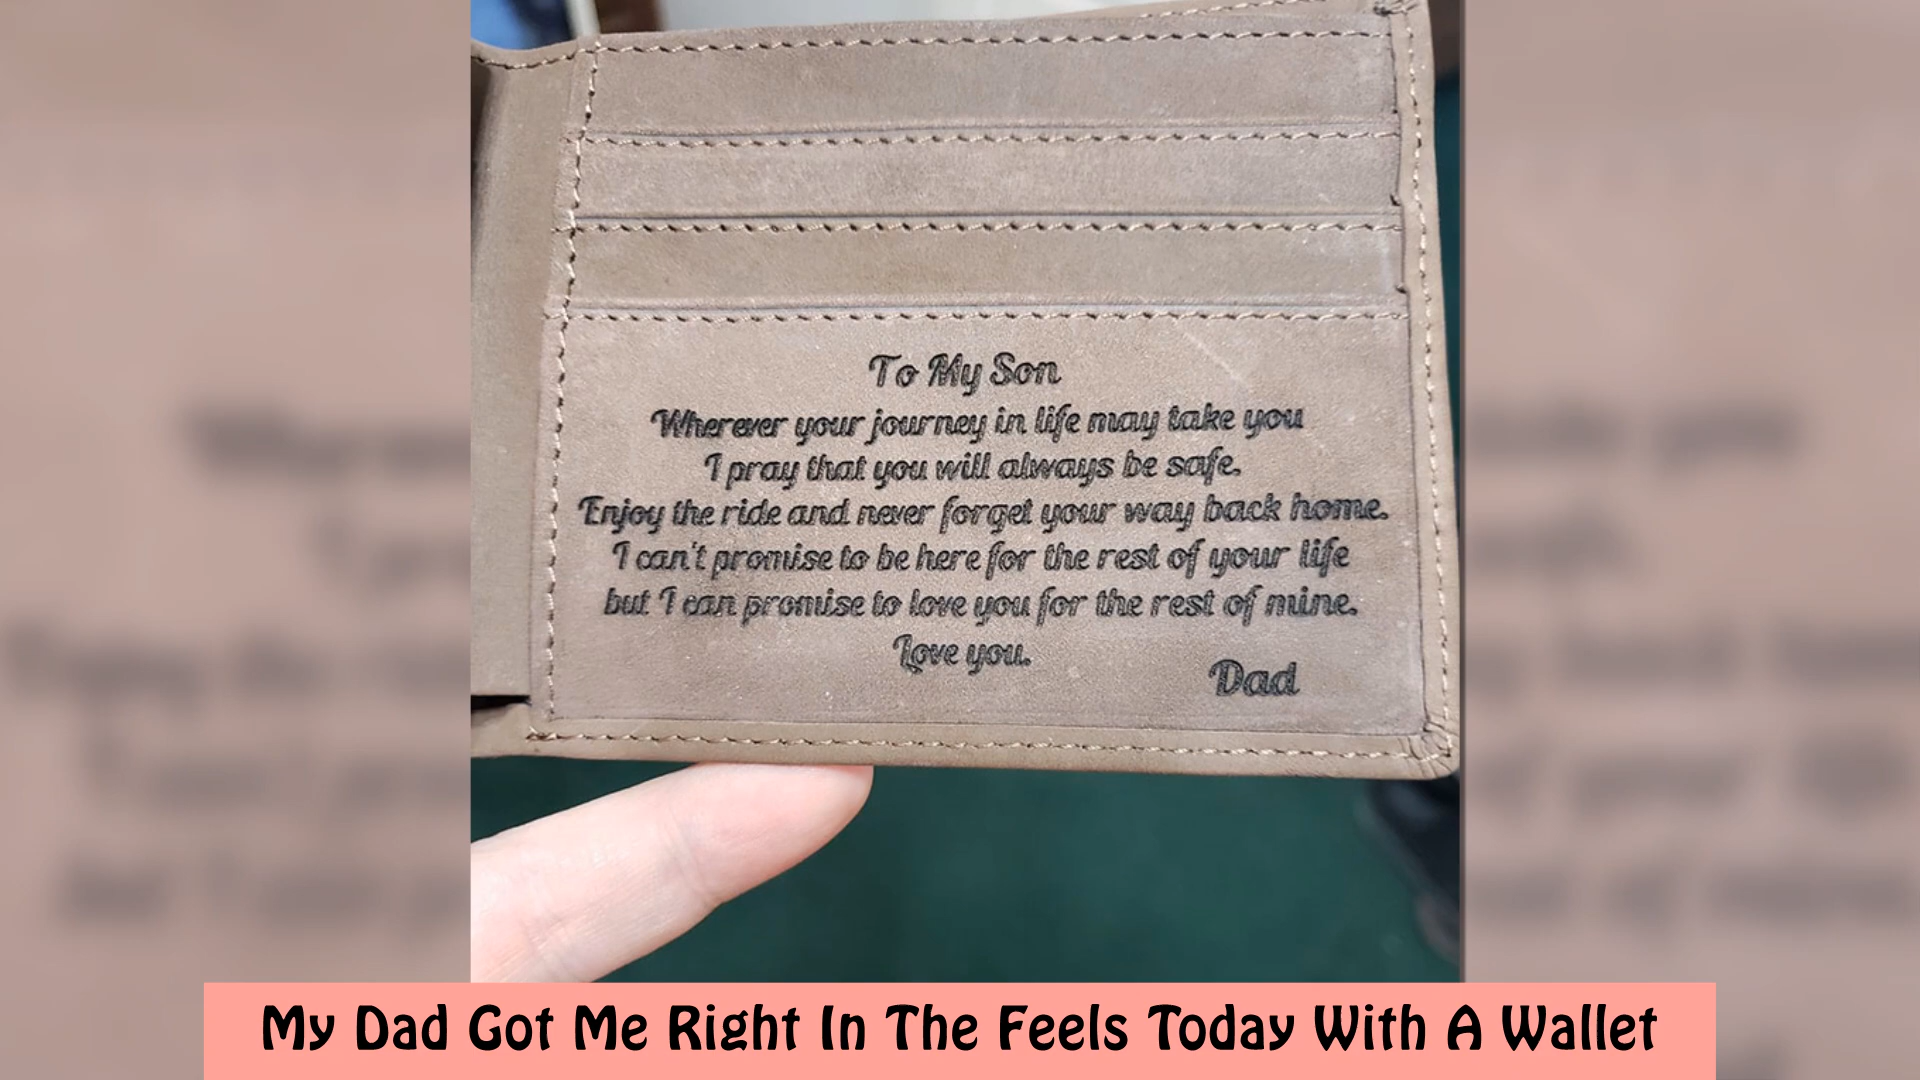 To My Son
Wherever your journey in life may take you
I pray that you will always be safe.
Enjoy the ride and never forget your way back home.
I can't promise to be here for the rest of your life
but I can promise to love you for the rest of mine.
Love you.
Dad
My Dad Got Me Right In The Feels Today With A Wallet